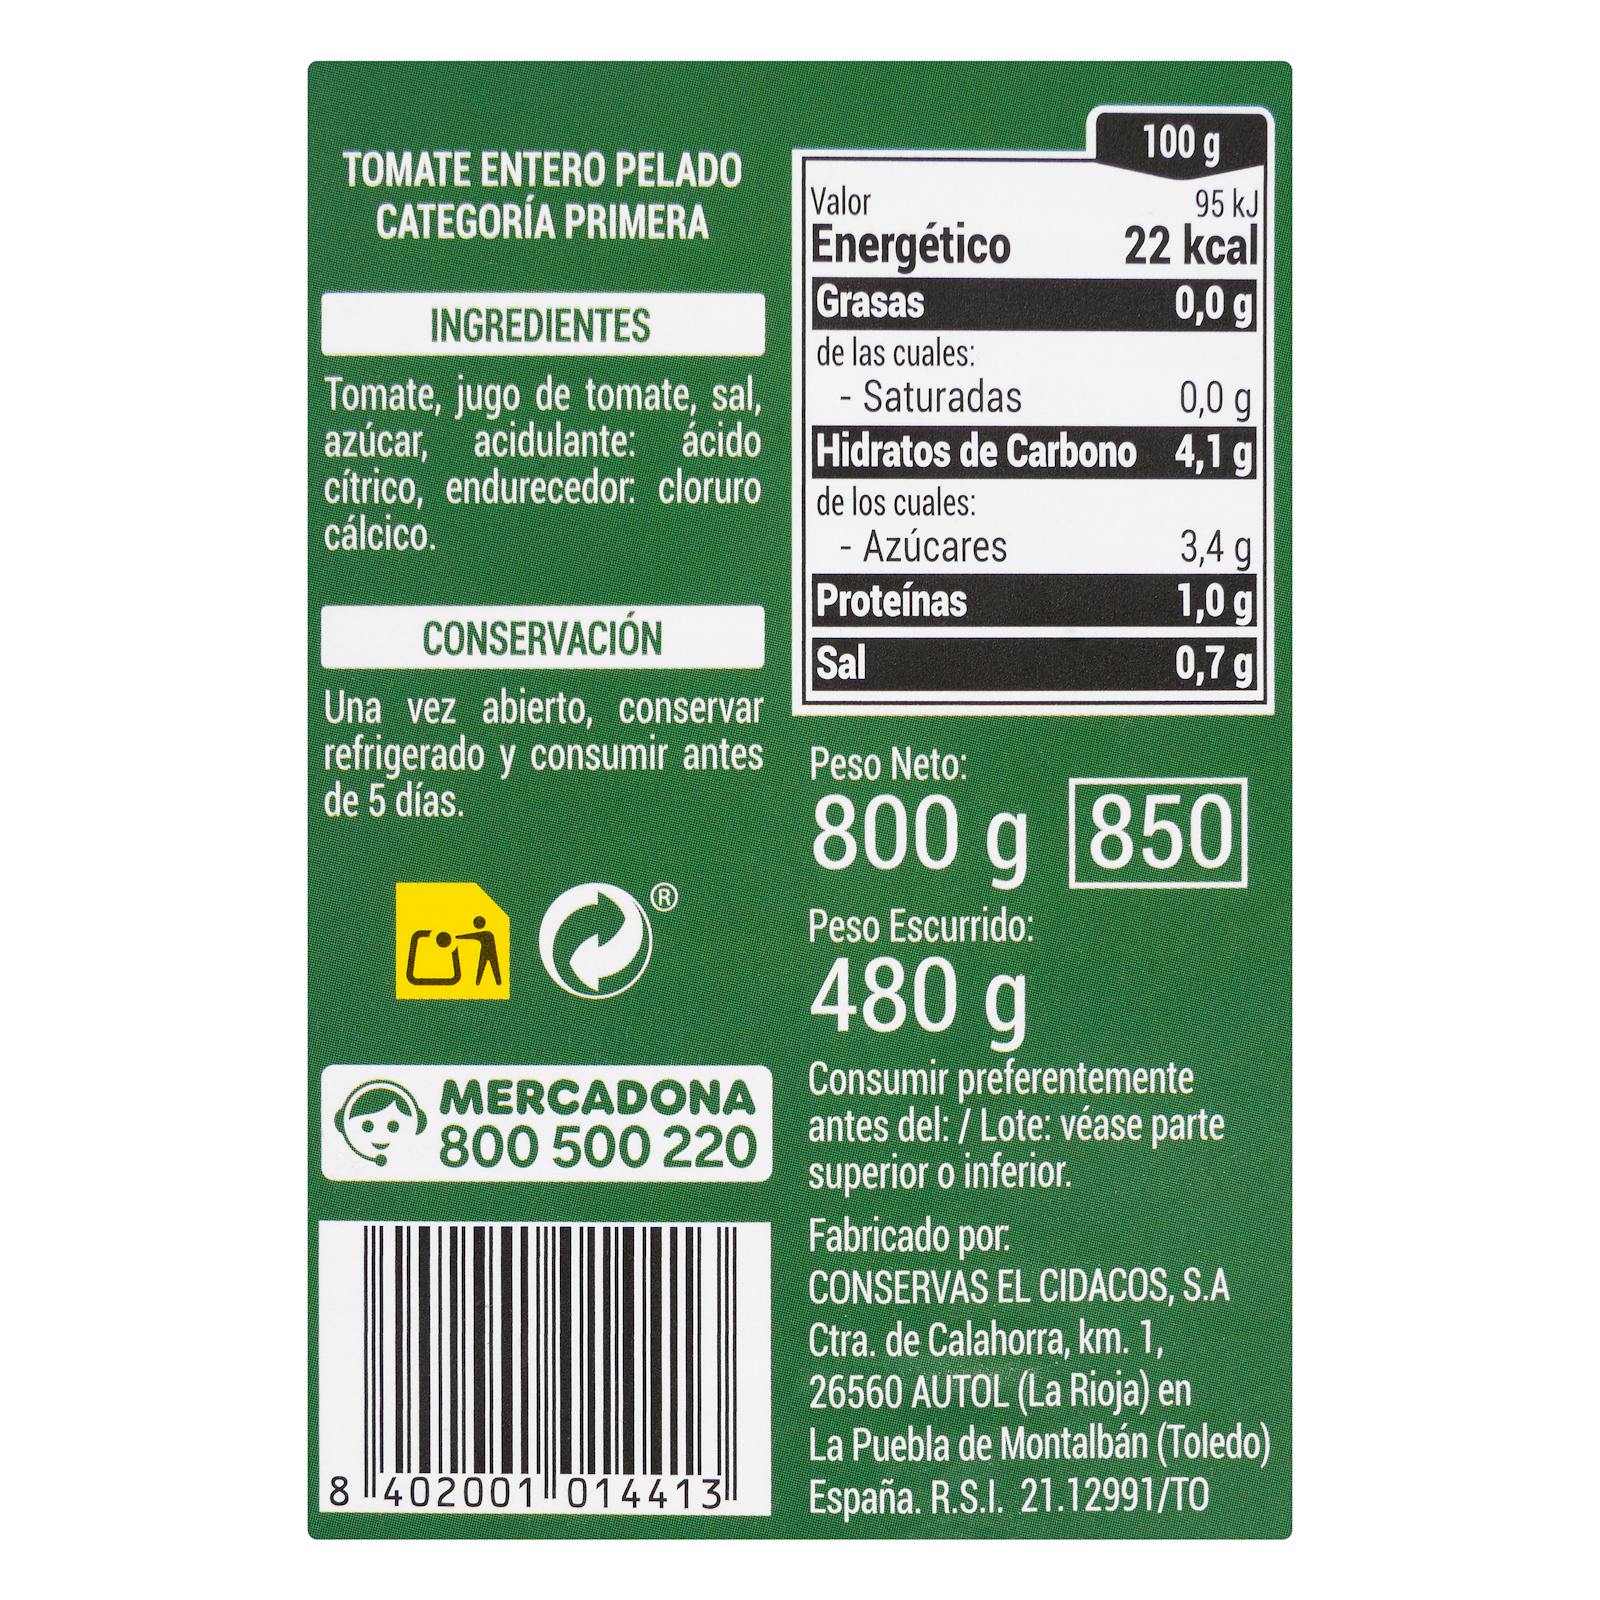 TOMATE ENTERO PELADO
CATEGORÍA PRIMERA
INGREDIENTES
Tomate, jugo de tomate, sal,
azúcar, acidulante: ácido
cítrico, endurecedor: cloruro
cálcico.
CONSERVACIÓN
Una vez abierto, conservar
refrigerado y consumir antes
de 5 días.
®
MERCADONA
800 500 220
8 402001 014413
100 g
Valor 95 kJ
Energético 22 kcal
Grasas 0,0 g
de las cuales:
- Saturadas 0,0 g
Hidratos de Carbono 4,1 g
de los cuales:
- Azúcares 3,4 g
Proteínas 1,0 g
Sal 0,7 g
Peso Neto:
800 g 850
Peso Escurrido:
480 g
Consumir preferentemente
antes del: / Lote: véase parte
superior o inferior.
Fabricado por:
CONSERVAS EL CIDACOS, S.A
Ctra. de Calahorra, km. 1,
26560 AUTOL (La Rioja) en
La Puebla de Montalbán (Toledo)
España. R.S.I. 21.12991/TO